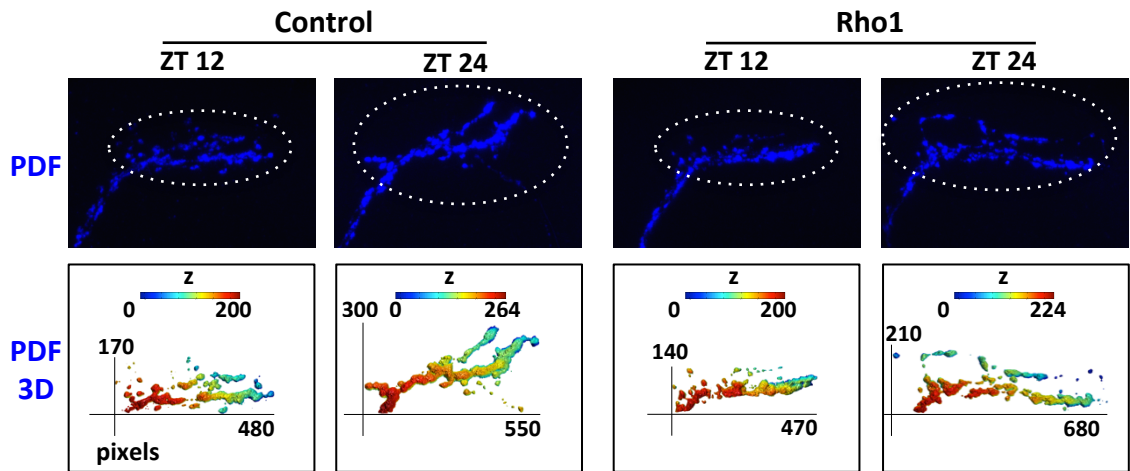 Control Rho1
ZT 12 ZT 24 ZT 12 ZT 24
PDF
z z z z
0 200 0 264 0 200 0 224
170 300 140 210
PDF
3D
480 550 470 680
pixels